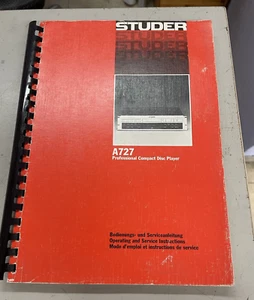 STUDER
STUDER
STUDER
STUDER
A727
Professional Compact Disc Player
Bedienungs- und Serviceanleitung
Operating and Service Instructions
Mode d'emploi et instructions de service